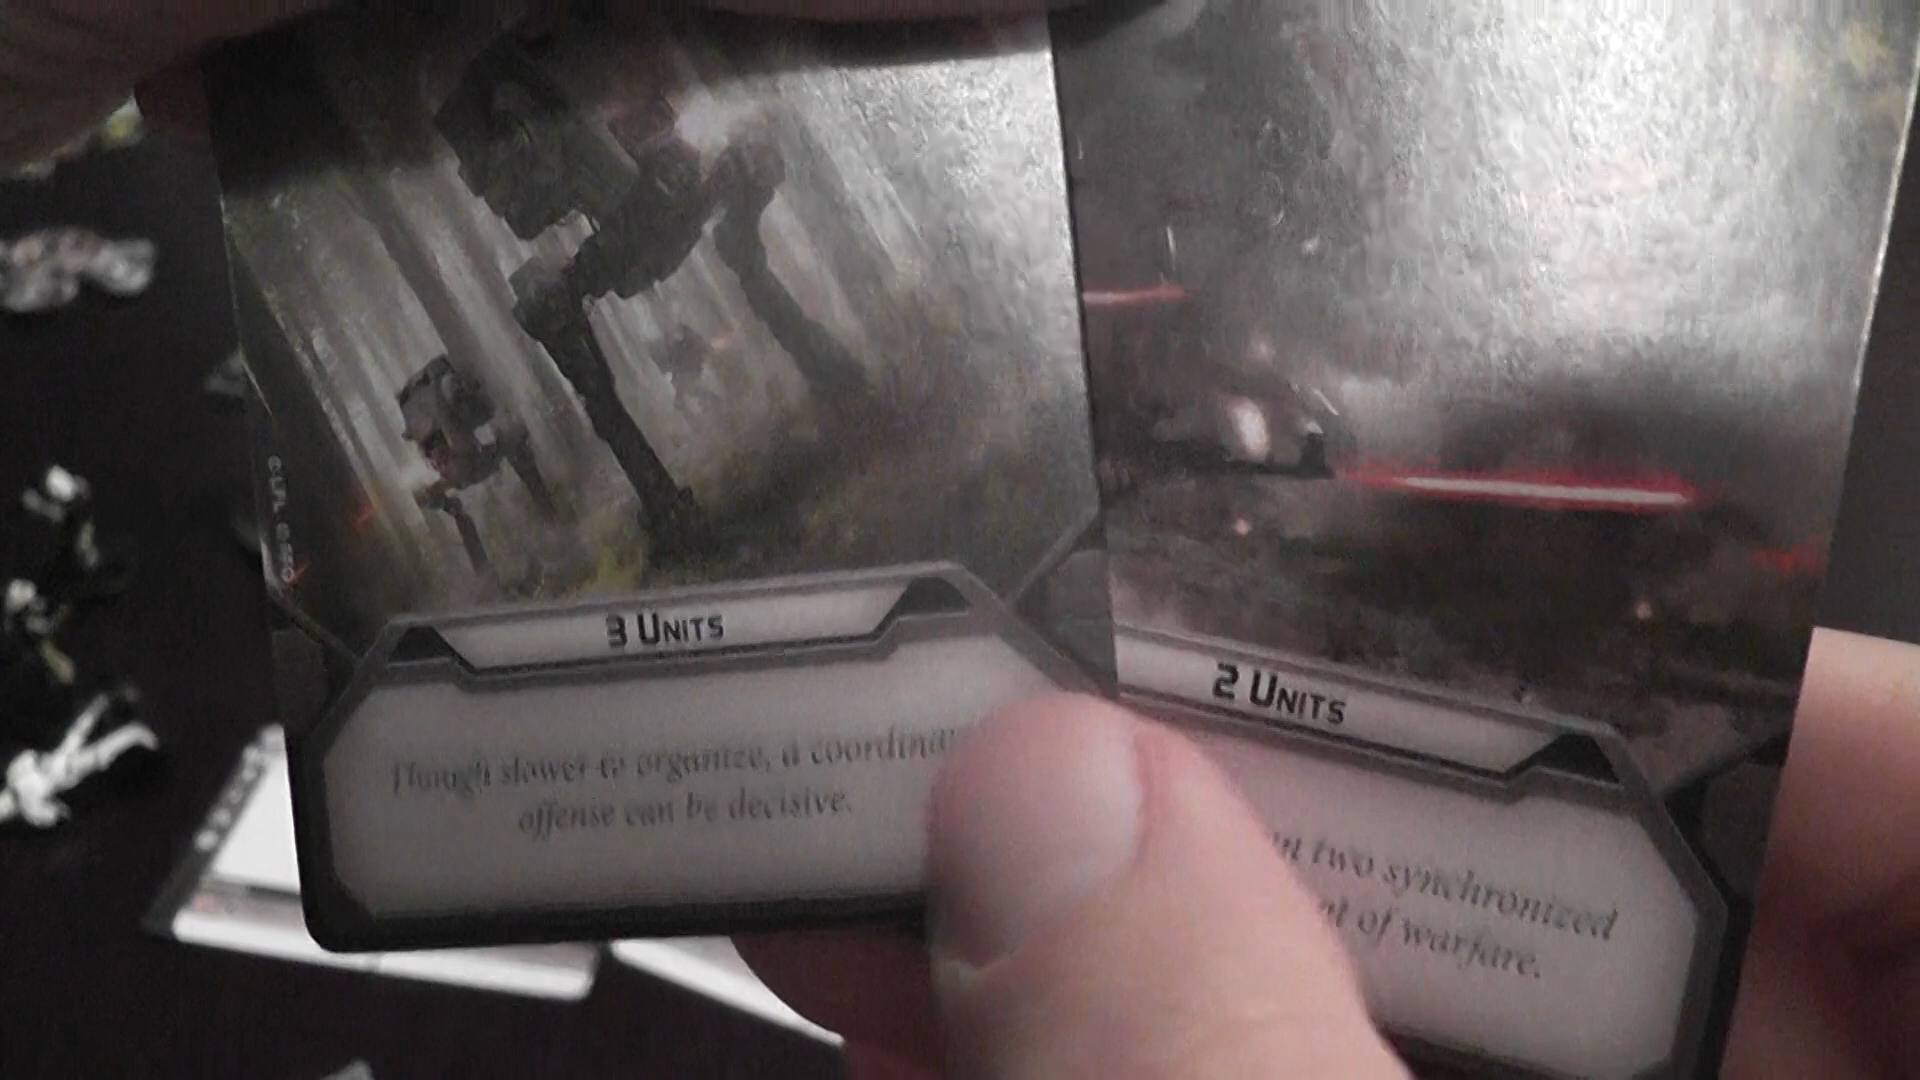 3 UNITS
Though slower to organize, a coordina
offense can be decisive.
2 UNITS
two synchronized
of warfare.